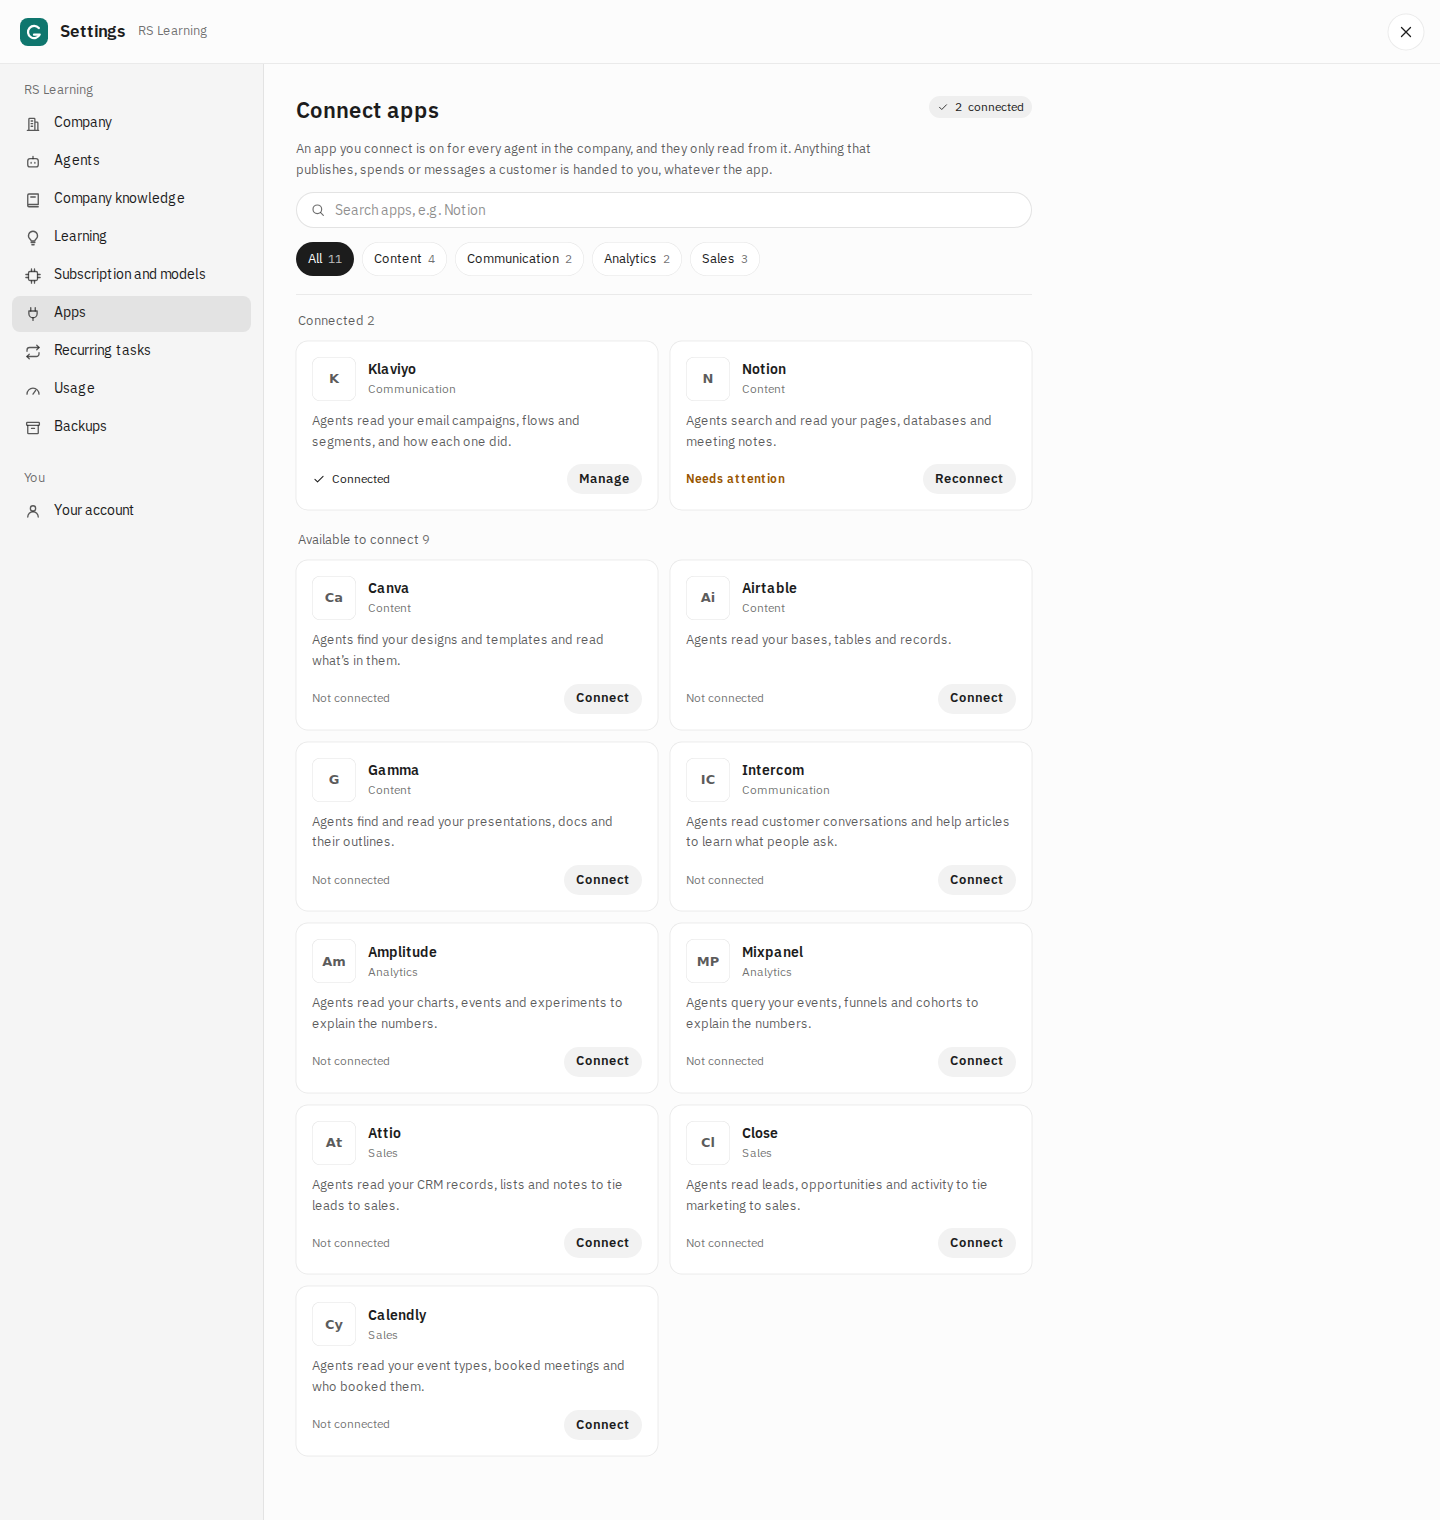 Settings RS Learning
RS Learning
Company
Agents
Company knowledge
Learning
Subscription and models
Apps
Recurring tasks
Usage
Backups
You
Your account
Connect apps
2 connected
An app you connect is on for every agent in the company, and they only read from it. Anything that
publishes, spends or messages a customer is handed to you, whatever the app.
Search apps, e.g. Notion
All 11 Content 4 Communication 2 Analytics 2 Sales 3
Connected 2
K
Klaviyo
Communication
Agents read your email campaigns, flows and
segments, and how each one did.
Connected Manage
N
Notion
Content
Agents search and read your pages, databases and
meeting notes.
Needs attention Reconnect
Available to connect 9
Ca
Canva
Content
Agents find your designs and templates and read
what's in them.
Not connected Connect
Ai
Airtable
Content
Agents read your bases, tables and records.
Not connected Connect
G
Gamma
Content
Agents find and read your presentations, docs and
their outlines.
Not connected Connect
IC
Intercom
Communication
Agents read customer conversations and help articles
to learn what people ask.
Not connected Connect
Am
Amplitude
Analytics
Agents read your charts, events and experiments to
explain the numbers.
Not connected Connect
MP
Mixpanel
Analytics
Agents query your events, funnels and cohorts to
explain the numbers.
Not connected Connect
At
Attio
Sales
Agents read your CRM records, lists and notes to tie
leads to sales.
Not connected Connect
Cl
Close
Sales
Agents read leads, opportunities and activity to tie
marketing to sales.
Not connected Connect
Cy
Calendly
Sales
Agents read your event types, booked meetings and
who booked them.
Not connected Connect